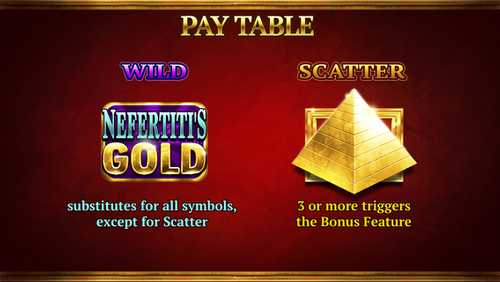 PAY TABLE
WILD
NEFERTITI'S
GOLD
substitutes for all symbols,
except for Scatter
SCATTER
3 or more triggers
the Bonus Feature